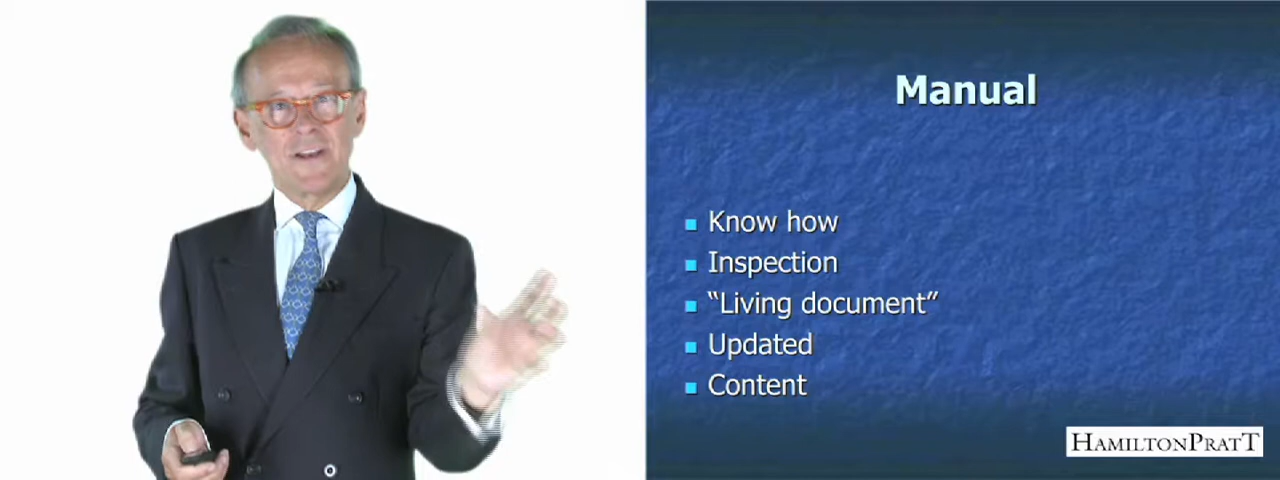 Manual
Know how
Inspection
“Living document”
Updated
Content
HAMILTONPRATT